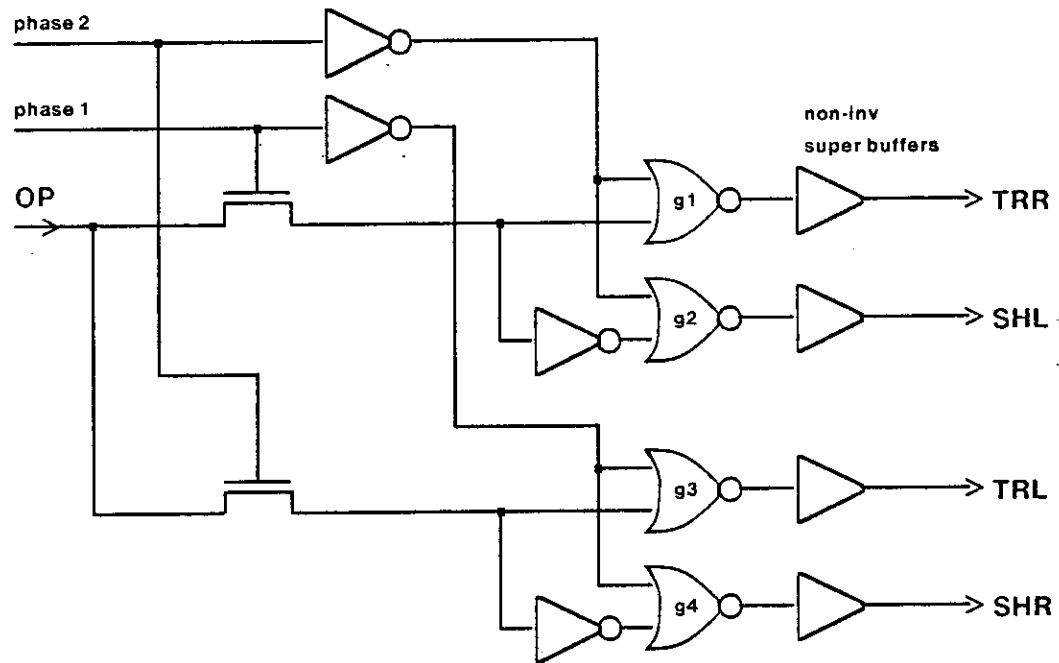 phase 2
phase 1
non-inv
super buffers
OP
g1
TRR
g2
SHL
g3
TRL
g4
SHR